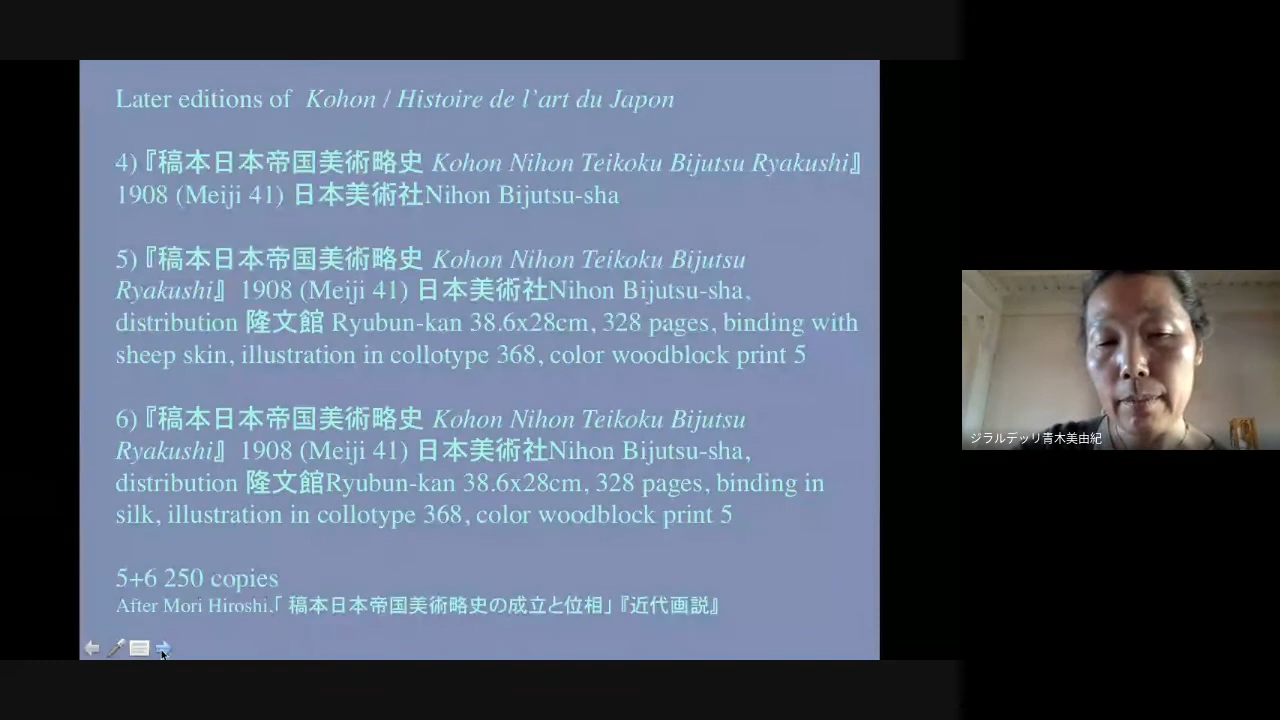 Later editions of Kohon / Histoire de l'art du Japon
4)『稿本日本帝国美術略史 Kohon Nihon Teikoku Bijutsu Ryakushi』
1908 (Meiji 41) 日本美術社Nihon Bijutsu-sha
5)『稿本日本帝国美術略史 Kohon Nihon Teikoku Bijutsu
Ryakushi』 1908 (Meiji 41) 日本美術社Nihon Bijutsu-sha,
distribution 隆文館 Ryubun-kan 38.6x28cm, 328 pages, binding with
sheep skin, illustration in collotype 368, color woodblock print 5
6)『稿本日本帝国美術略史 Kohon Nihon Teikoku Bijutsu
Ryakushi』 1908 (Meiji 41) 日本美術社Nihon Bijutsu-sha,
distribution 隆文館Ryubun-kan 38.6x28cm, 328 pages, binding in
silk, illustration in collotype 368, color woodblock print 5
5+6 250 copies
After Mori Hiroshi,「 稿本日本帝国美術略史の成立と位相」『近代画説』
ジラルデッリ青木美由紀